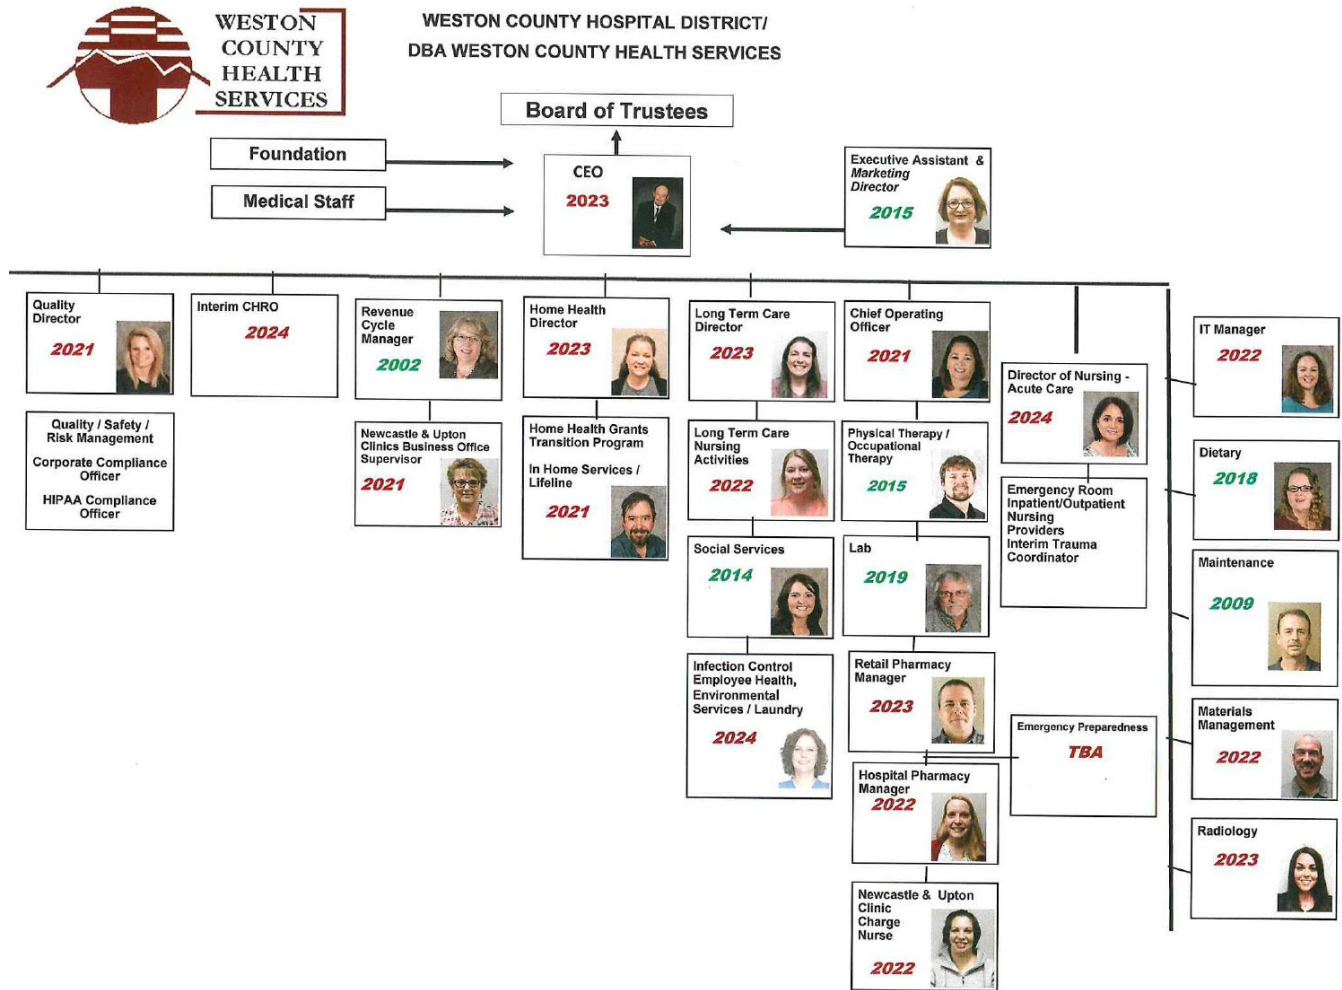 WESTON
COUNTY
HEALTH
SERVICES
WESTON COUNTY HOSPITAL DISTRICT/
DBA WESTON COUNTY HEALTH SERVICES
Board of Trustees
Foundation
Medical Staff
CEO
2023
Executive Assistant &
Marketing
Director
2015
Quality
Director
2021
Quality / Safety /
Risk Management
Corporate Compliance
Officer
HIPAA Compliance
Officer
Interim CHRO
2024
Revenue
Cycle
Manager
2002
Newcastle & Upton
Clinics Business Office
Supervisor
2021
Home Health
Director
2023
Home Health Grants
Transition Program
In Home Services /
Lifeline
2021
Long Term Care
Director
2023
Long Term Care
Nursing
Activities
2022
Social Services
2014
Infection Control
Employee Health,
Environmental
Services / Laundry
2024
Chief Operating
Officer
2021
Physical Therapy /
Occupational
Therapy
2015
Lab
2019
Retail Pharmacy
Manager
2023
Hospital Pharmacy
Manager
2022
Newcastle & Upton
Clinic
Charge
Nurse
2022
Director of Nursing -
Acute Care
2024
Emergency Room
Inpatient/Outpatient
Nursing
Providers
Interim Trauma
Coordinator
Emergency Preparedness
TBA
IT Manager
2022
Dietary
2018
Maintenance
2009
Materials
Management
2022
Radiology
2023